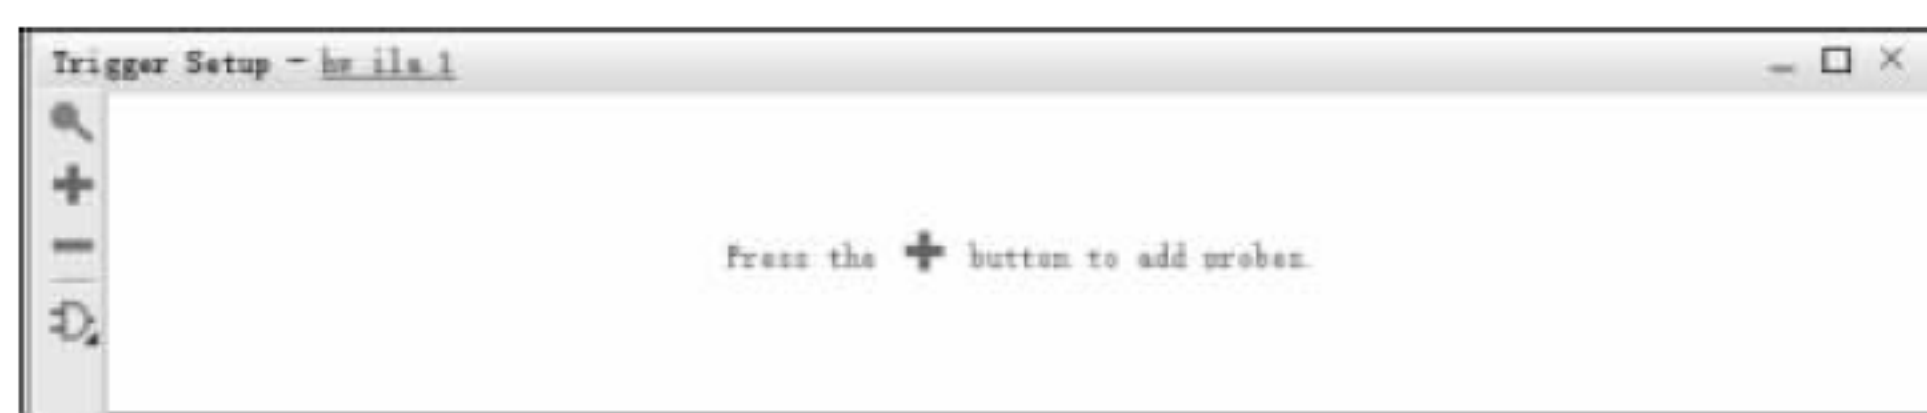 Trigger Setup - hw_ila_1
Press the + button to add probes.